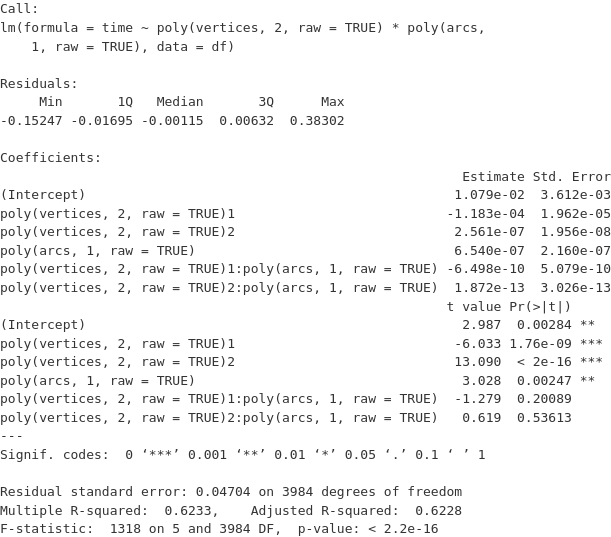 Call:
lm(formula = time ~ poly(vertices, 2, raw = TRUE) * poly(arcs,
    1, raw = TRUE), data = df)

Residuals:
     Min       1Q   Median       3Q      Max
-0.15247 -0.01695 -0.00115  0.00632  0.38302

Coefficients:
                                                           Estimate Std. Error
(Intercept)                                               1.079e-02  3.612e-03
poly(vertices, 2, raw = TRUE)1                           -1.183e-04  1.962e-05
poly(vertices, 2, raw = TRUE)2                            2.561e-07  1.956e-08
poly(arcs, 1, raw = TRUE)                                 6.540e-07  2.160e-07
poly(vertices, 2, raw = TRUE)1:poly(arcs, 1, raw = TRUE) -6.498e-10  5.079e-10
poly(vertices, 2, raw = TRUE)2:poly(arcs, 1, raw = TRUE)  1.872e-13  3.026e-13
                                                         t value Pr(>|t|)
(Intercept)                                                2.987  0.00284 **
poly(vertices, 2, raw = TRUE)1                            -6.033 1.76e-09 ***
poly(vertices, 2, raw = TRUE)2                            13.090  < 2e-16 ***
poly(arcs, 1, raw = TRUE)                                  3.028  0.00247 **
poly(vertices, 2, raw = TRUE)1:poly(arcs, 1, raw = TRUE)  -1.279  0.20089
poly(vertices, 2, raw = TRUE)2:poly(arcs, 1, raw = TRUE)   0.619  0.53613
---
Signif. codes:  0 ‘***’ 0.001 ‘**’ 0.01 ‘*’ 0.05 ‘.’ 0.1 ‘ ’ 1

Residual standard error: 0.04704 on 3984 degrees of freedom
Multiple R-squared:  0.6233,    Adjusted R-squared:  0.6228
F-statistic:  1318 on 5 and 3984 DF,  p-value: < 2.2e-16